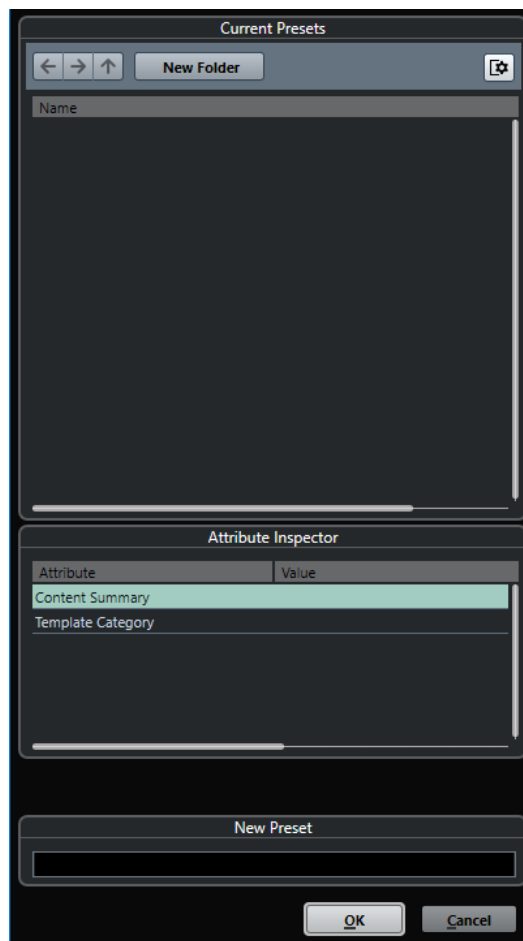 Current Presets
New Folder
Name
Attribute Inspector
Attribute Value
Content Summary
Template Category
New Preset
OK Cancel